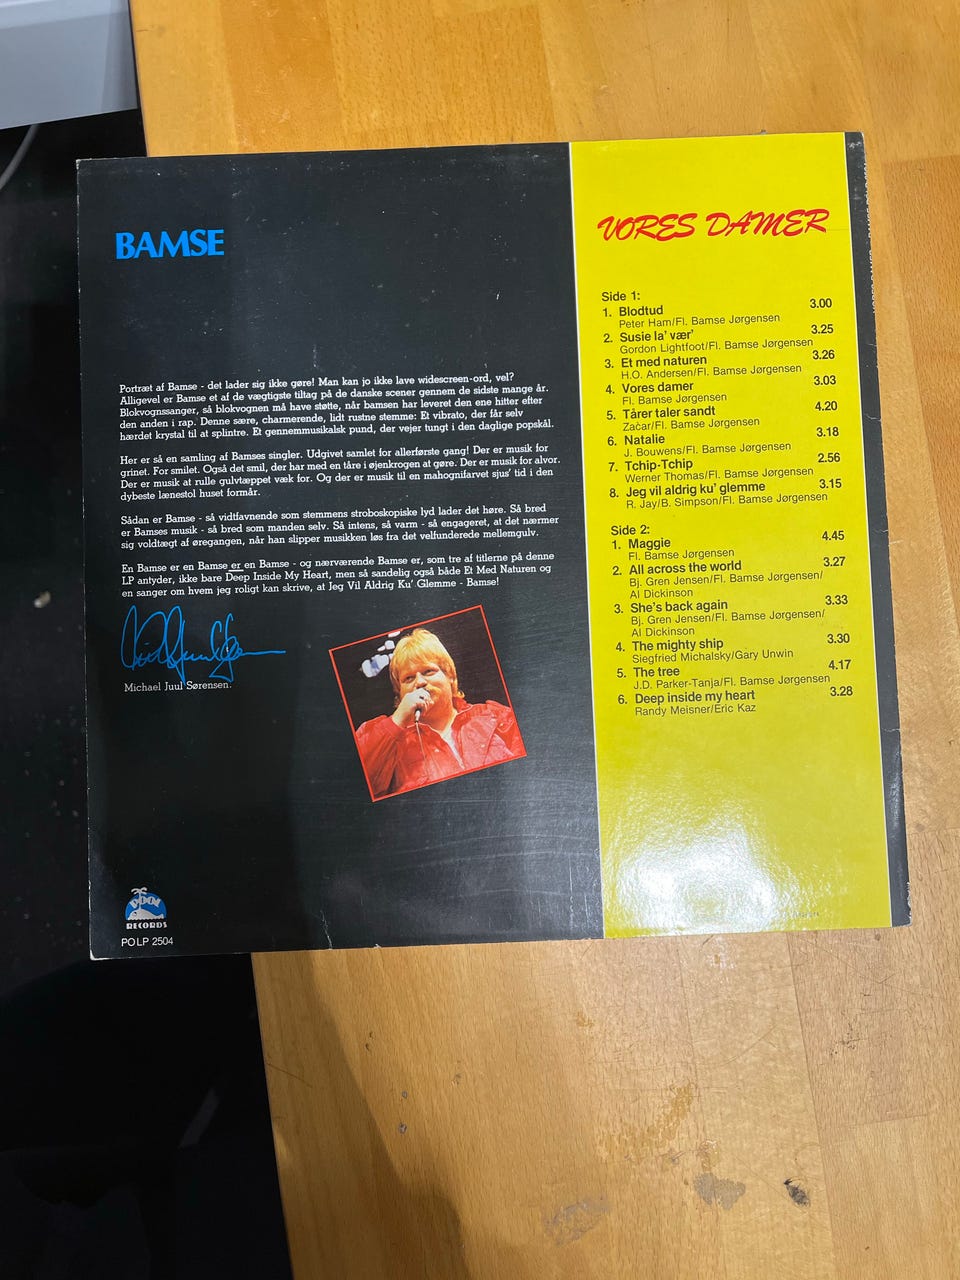 BAMSE
Portræt af Bamse - det lader sig ikke gøre! Man kan jo ikke lave widescreen-ord, vel?
Alligevel er Bamse et af de vægtigste tiltag på de danske scener gennem de sidste mange år.
Blokvognssanger, så blokvognen må have støtte, når bamsen har leveret den ene hitter efter
den anden i rap. Denne sære, charmerende, lidt rustne stemme: Et vibrato, der får selv
hærdet krystal til at splintre. Et gennemmusikalsk pund, der vejer tungt i den daglige popskål.
Her er så en samling af Bamses singler. Udgivet samlet for allerførste gang! Der er musik for
grinet. For smilet. Også det smil, der har med en tåre i øjenkrogen at gøre. Der er musik for alvor.
Der er musik at rulle gulvtæppet væk for. Og der er musik til en mahognifarvet sjus' tid i den
dybeste lænestol huset formår.
Sådan er Bamse - så vidtfavnende som stemmens stroboskopiske lyd lader det høre. Så bred
er Bamses musik - så bred som manden selv. Så intens, så varm - så engageret, at det nærmer
sig voldtægt af øregangen, når han slipper musikken løs fra det velfunderede mellemgulv.
En Bamse er en Bamse er en Bamse - og nærværende Bamse er, som tre af titlerne på denne
LP antyder, ikke bare Deep Inside My Heart, men så sandelig også både Et Med Naturen og
en sanger om hvem jeg roligt kan skrive, at Jeg Vil Aldrig Ku' Glemme - Bamse!
Michael Juul Sørensen.
POOL
RECORDS
POLP 2504
VORES DAMER
Side 1:
1. Blodtud 3.00
Peter Ham/Fl. Bamse Jørgensen
2. Susie la' vær' 3.25
Gordon Lightfoot/Fl. Bamse Jørgensen
3. Et med naturen 3.26
H.O. Andersen/Fl. Bamse Jørgensen
4. Vores damer 3.03
Fl. Bamse Jørgensen
5. Tårer taler sandt 4.20
Začar/Fl. Bamse Jørgensen
6. Natalie 3.18
J. Bouwens/Fl. Bamse Jørgensen
7. Tchip-Tchip 2.56
Werner Thomas/Fl. Bamse Jørgensen
8. Jeg vil aldrig ku' glemme 3.15
R. Jay/B. Simpson/Fl. Bamse Jørgensen
Side 2:
1. Maggie 4.45
Fl. Bamse Jørgensen
2. All across the world 3.27
Bj. Gren Jensen/Fl. Bamse Jørgensen/
Al Dickinson
3. She's back again 3.33
Bj. Gren Jensen/Fl. Bamse Jørgensen/
Al Dickinson
4. The mighty ship 3.30
Siegfried Michalsky/Gary Unwin
5. The tree 4.17
J.D. Parker-Tanja/Fl. Bamse Jørgensen
6. Deep inside my heart 3.28
Randy Meisner/Eric Kaz